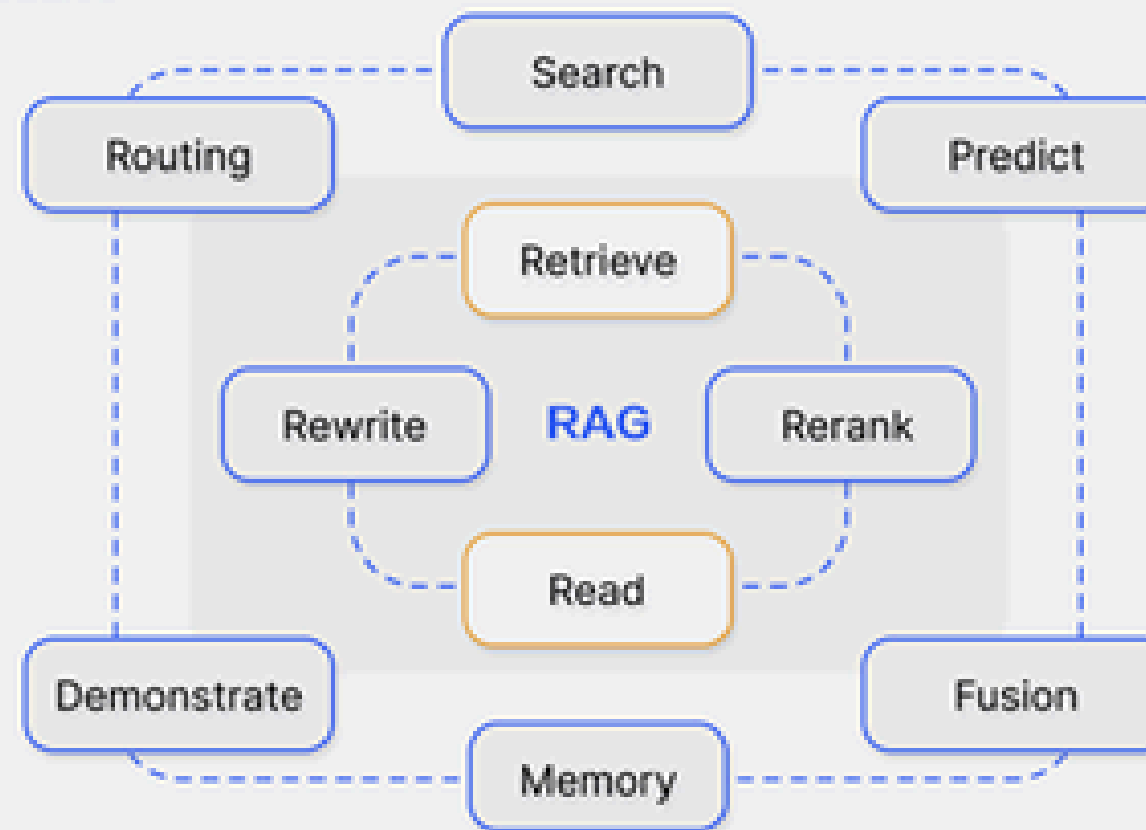 Search
Routing
Predict
Retrieve
Rewrite
RAG
Rerank
Read
Demonstrate
Fusion
Memory